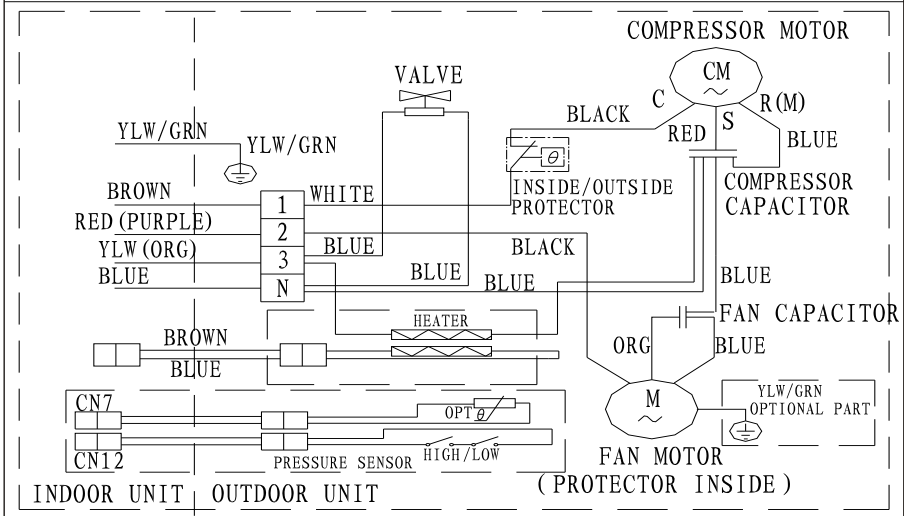 COMPRESSOR MOTOR
VALVE
CM
C
R(M)
BLACK
S
RED
BLUE
YLW/GRN
YLW/GRN
θ
INSIDE/OUTSIDE
PROTECTOR
COMPRESSOR
CAPACITOR
BROWN
1
WHITE
RED(PURPLE)
2
BLUE
BLACK
YLW(ORG)
3
BLUE
BLUE
BLUE
BLUE
N
HEATER
FAN CAPACITOR
BROWN
BLUE
ORG
BLUE
CN7
OPT
θ
M
YLW/GRN
OPTIONAL PART
CN12
PRESSURE SENSOR
HIGH/LOW
FAN MOTOR
(PROTECTOR INSIDE)
INDOOR UNIT
OUTDOOR UNIT